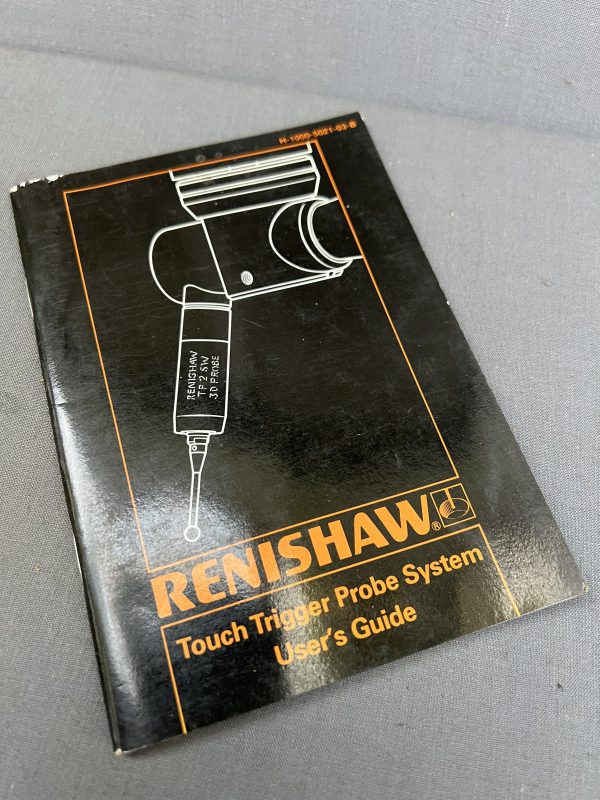 H-1000-5021-03-B
RENISHAW
TP 2 5W
3D PROBE
RENISHAW®
Touch Trigger Probe System
User's Guide